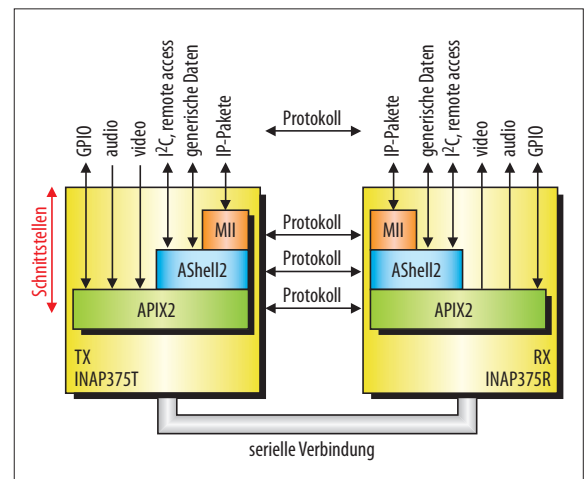 GPIO
audio
video
I²C, remote access
generische Daten
IP-Pakete
Protokoll
IP-Pakete
generische Daten
I²C, remote access
video
audio
GPIO
Schnittstellen
MII
Protokoll
MII
AShell2
Protokoll
AShell2
APIX2
Protokoll
APIX2
TX
INAP375T
RX
INAP375R
serielle Verbindung